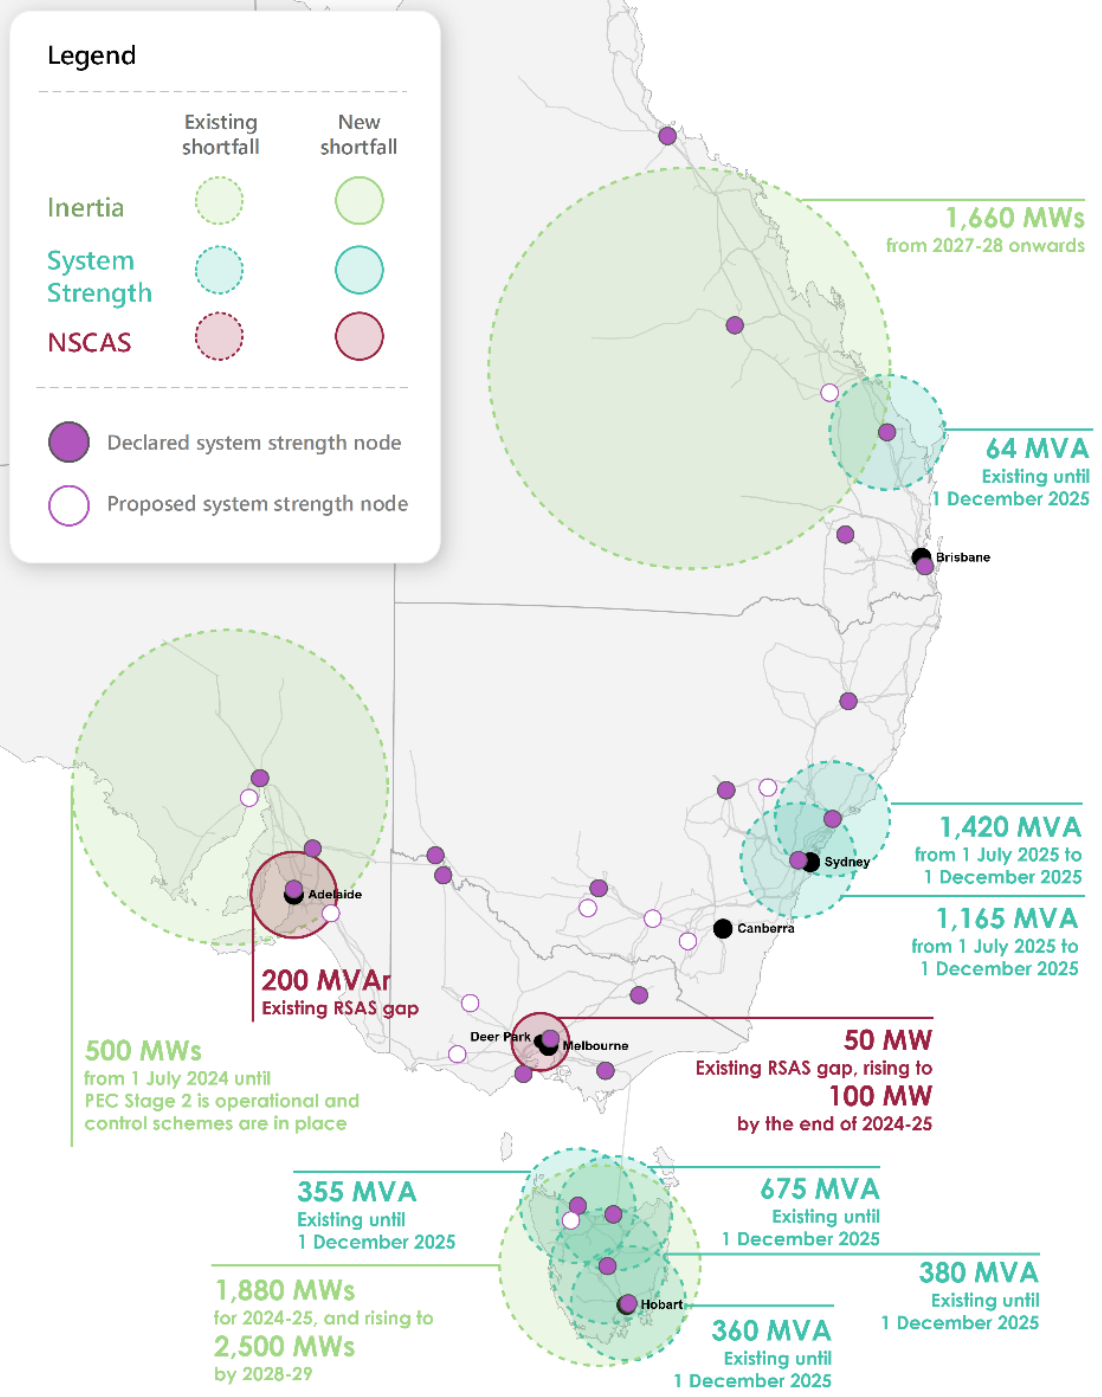 Legend
Existing shortfall
New shortfall
Inertia
System
Strength
NSCAS
Declared system strength node
Proposed system strength node
1,660 MWs
from 2027-28 onwards
64 MVA
Existing until
1 December 2025
Brisbane
1,420 MVA
from 1 July 2025 to
1 December 2025
Sydney
1,165 MVA
from 1 July 2025 to
1 December 2025
Canberra
Adelaide
200 MVAr
Existing RSAS gap
500 MWs
from 1 July 2024 until
PEC Stage 2 is operational and
control schemes are in place
Deer Park
Melbourne
50 MW
Existing RSAS gap, rising to
100 MW
by the end of 2024-25
355 MVA
Existing until
1 December 2025
675 MVA
Existing until
1 December 2025
1,880 MWs
for 2024-25, and rising to
2,500 MWs
by 2028-29
380 MVA
Existing until
1 December 2025
Hobart
360 MVA
Existing until
1 December 2025